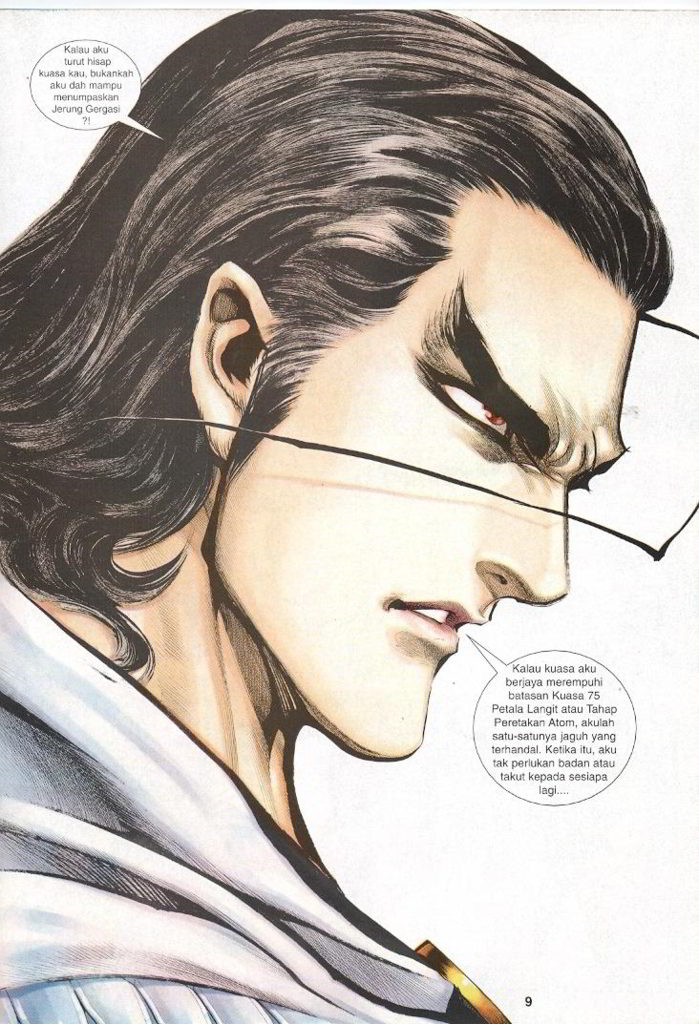 Kalau aku
turut hisap
kuasa kau, bukankah
aku dah mampu
menumpaskan
Jerung Gergasi
?!
Kalau kuasa aku
berjaya merempuhi
batasan Kuasa 75
Petala Langit atau Tahap
Peretakan Atom, akulah
satu-satunya jaguh yang
terhandal. Ketika itu, aku
tak perlukan badan atau
takut kepada sesiapa
lagi....
9